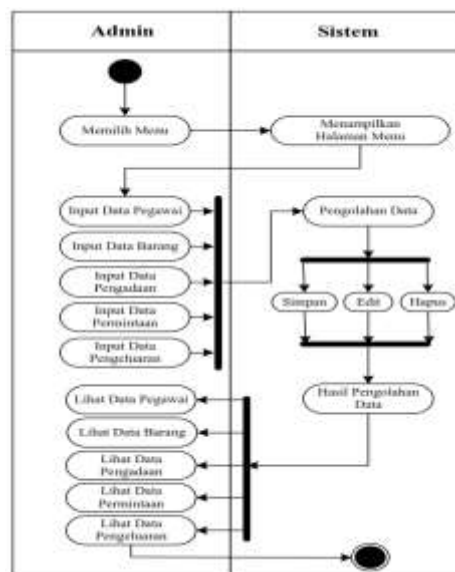 Admin
Sistem
Memilih Menu
Menampilkan
Halaman Menu
Input Data Pegawai
Pengolahan Data
Input Data Barang
Input Data
Pengadaan
Simpan
Edit
Hapus
Input Data
Permintaan
Input Data
Pengeluaran
Lihat Data Pegawai
Hasil Pengolahan
Data
Lihat Data Barang
Lihat Data
Pengadaan
Lihat Data
Permintaan
Lihat Data
Pengeluaran